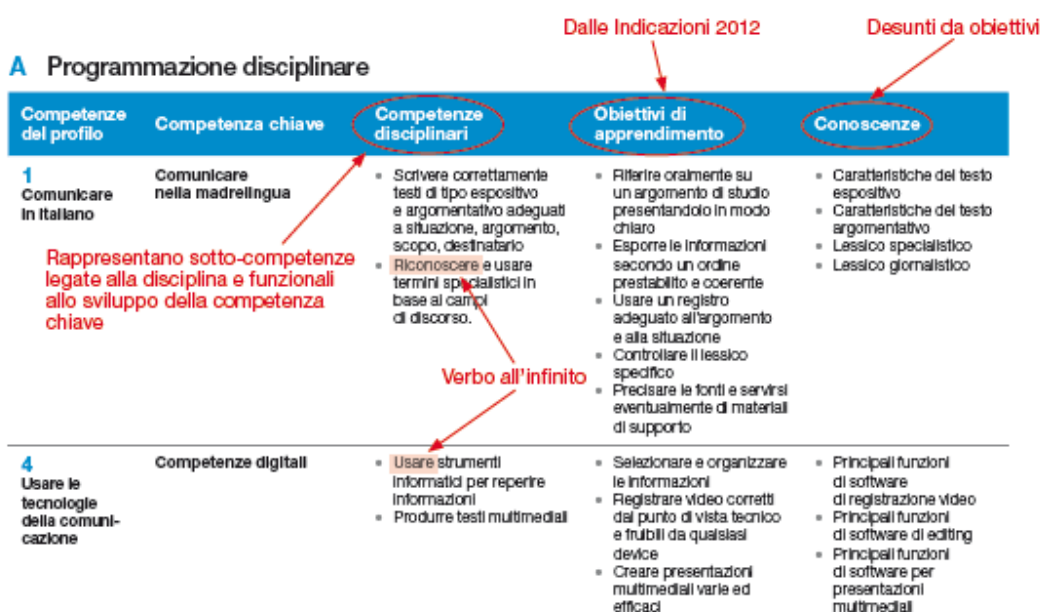 Dalle Indicazioni 2012
Desunti da obiettivi
A Programmazione disciplinare
Competenze
del profilo
Competenza chiave
Competenze
disciplinari
Obiettivi di
apprendimento
Conoscenze
1
Comunicare
in italiano
Comunicare
nella madrelingua
Scrivere correttamente
testi di tipo espositivo
e argomentativo adeguati
a situazione, argomento,
scopo, destinatario
Riconoscere e usare
termini specialistici in
base ai campi
di discorso.
Riferire oralmente su
un argomento di studio
presentandolo in modo
chiaro
Esporre le informazioni
secondo un ordine
prestabilito e coerente
Usare un registro
adeguato all'argomento
e alla situazione
Controllare il lessico
specifico
Precisare le fonti e servirsi
eventualmente di materiali
di supporto
Caratteristiche del testo
espositivo
Caratteristiche del testo
argomentativo
Lessico specialistico
Lessico giornalistico
Rappresentano sotto-competenze
legate alla disciplina e funzionali
allo sviluppo della competenza
chiave
Verbo all'infinito
4
Usare le
tecnologie
della comuni-
cazione
Competenze digitali
Usare strumenti
informatici per reperire
informazioni
Produrre testi multimediali
Selezionare e organizzare
le informazioni
Registrare video corretti
dal punto di vista tecnico
e fruibili da qualsiasi
device
Creare presentazioni
multimediali varie ed
efficaci
Principali funzioni
di software
di registrazione video
Principali funzioni
di software di editing
Principali funzioni
di software per
presentazioni
multimediali